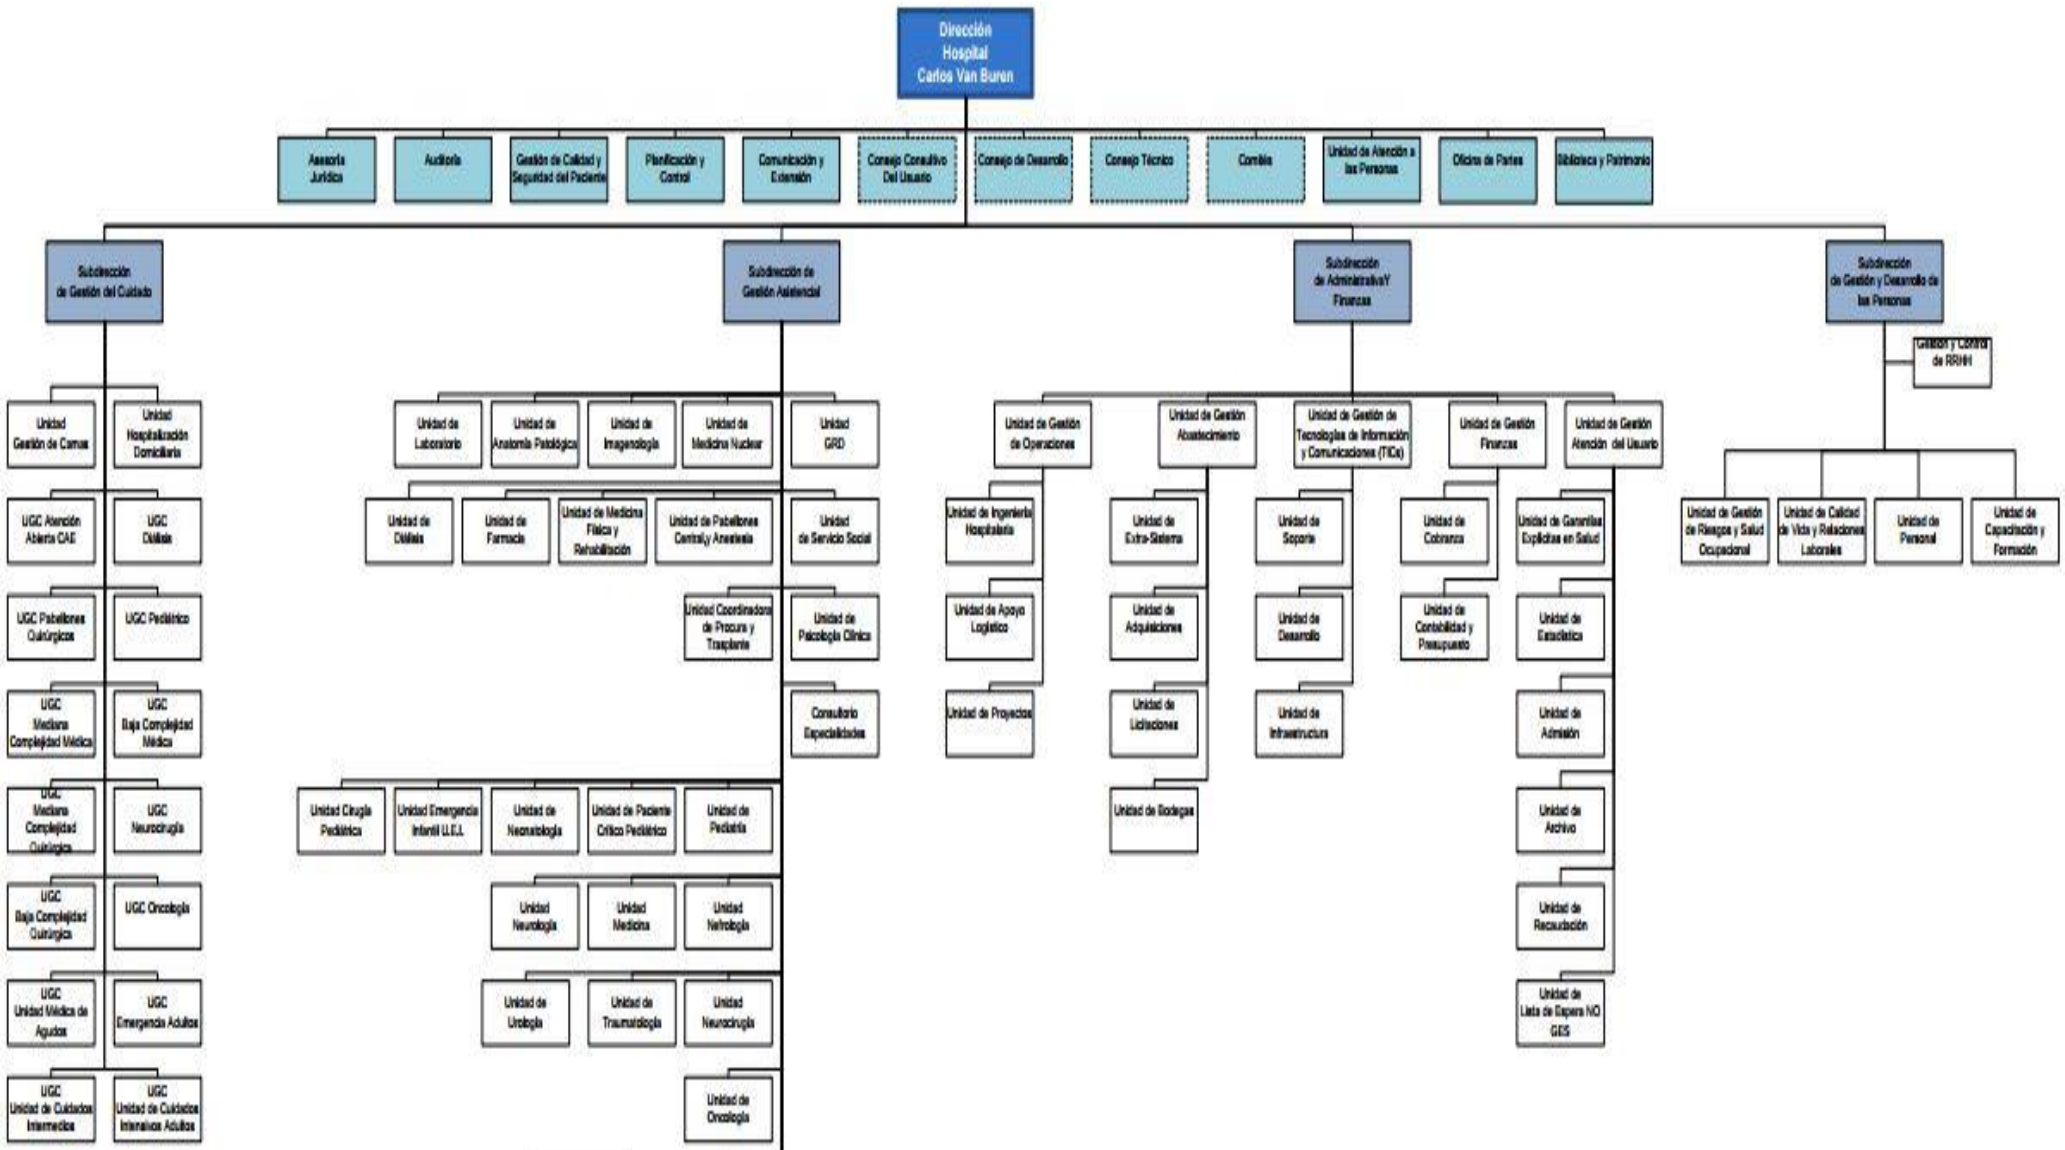 Dirección
Hospital
Carlos Van Buren
Asesoría
Jurídica
Auditoría
Gestión de Calidad y
Seguridad del Paciente
Planificación y
Control
Comunicación y
Extensión
Consejo Consultivo
Del Usuario
Consejo de Desarrollo
Consejo Técnico
Comités
Unidad de Atención a
las Personas
Oficina de Partes
Biblioteca y Patrimonio
Subdirección
de Gestión del Cuidado
Subdirección de
Gestión Asistencial
Subdirección
de Administrativa Y
Finanzas
Subdirección
de Gestión y Desarrollo de
las Personas
Gestión y Control
de RRHH
Unidad
Gestión de Camas
Unidad
Hospitalización
Domiciliaria
Unidad de
Laboratorio
Unidad de
Anatomía Patológica
Unidad de
Imagenología
Unidad de
Medicina Nuclear
Unidad
GRD
Unidad de Gestión
de Operaciones
Unidad de Gestión
Abastecimiento
Unidad de Gestión de
Tecnologías de Información
y Comunicaciones (TICs)
Unidad de Gestión
Finanzas
Unidad de Gestión
Atención del Usuario
UGC Atención
Abierta CAE
UGC
Diálisis
Unidad de
Diálisis
Unidad de
Farmacia
Unidad de Medicina
Física y
Rehabilitación
Unidad de Pabellones
Central,y Anestesia
Unidad
de Servicio Social
Unidad de Ingeniería
Hospitalaria
Unidad de
Extra-Sistema
Unidad de
Soporte
Unidad de
Cobranza
Unidad de Garantías
Explícitas en Salud
Unidad de Gestión
de Riesgos y Salud
Ocupacional
Unidad de Calidad
de Vida y Relaciones
Laborales
Unidad de
Personal
Unidad de
Capacitación y
Formación
UGC Pabellones
Quirúrgicos
UGC Pediátrico
Unidad Coordinadora
de Procura y
Trasplante
Unidad de
Psicología Clínica
Unidad de Apoyo
Logístico
Unidad de
Adquisiciones
Unidad de
Desarrollo
Unidad de
Contabilidad y
Presupuesto
Unidad de
Estadística
UGC
Mediana
Complejidad Médica
UGC
Baja Complejidad
Médica
Consultorio
Especialidades
Unidad de Proyectos
Unidad de
Licitaciones
Unidad de
Infraestructura
Unidad de
Admisión
UGC
Mediana
Complejidad
Quirúrgica
UGC
Neurocirugía
Unidad Cirugía
Pediátrica
Unidad Emergencia
Infantil U.E.I.
Unidad de
Neonatología
Unidad de Paciente
Crítico Pediátrico
Unidad de
Pediatría
Unidad de Bodegas
Unidad de
Archivo
UGC
Baja Complejidad
Quirúrgica
UGC Oncología
Unidad
Neurología
Unidad
Medicina
Unidad
Nefrología
Unidad de
Recaudación
UGC
Unidad Médica de
Agudos
UGC
Emergencia Adultos
Unidad de
Urología
Unidad de
Traumatología
Unidad
Neurocirugía
Unidad de
Lista de Espera NO
GES
UGC
Unidad de Cuidados
Intermedios
UGC
Unidad de Cuidados
Intensivos Adultos
Unidad de
Oncología